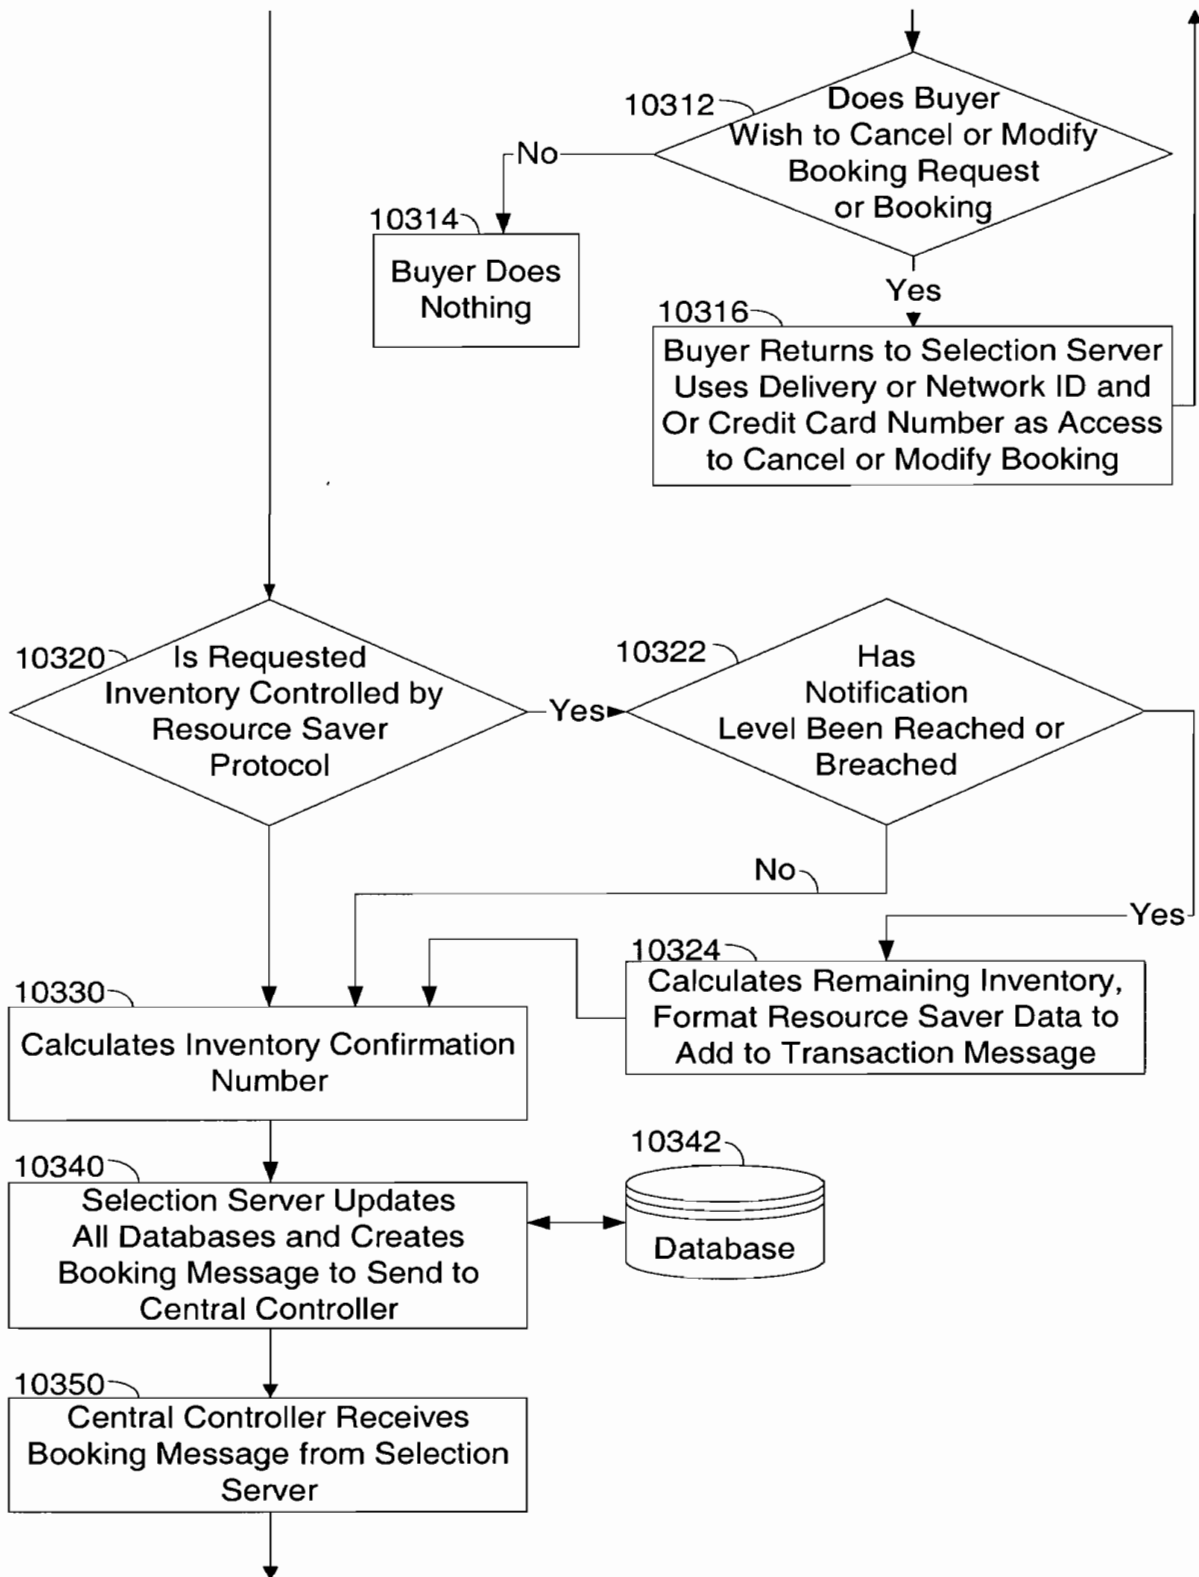 10312
Does Buyer
Wish to Cancel or Modify
Booking Request
or Booking
No
10314
Buyer Does
Nothing
Yes
10316
Buyer Returns to Selection Server
Uses Delivery or Network ID and
Or Credit Card Number as Access
to Cancel or Modify Booking
10320
Is Requested
Inventory Controlled by
Resource Saver
Protocol
Yes
10322
Has
Notification
Level Been Reached or
Breached
No
Yes
10324
Calculates Remaining Inventory,
Format Resource Saver Data to
Add to Transaction Message
10330
Calculates Inventory Confirmation
Number
10340
Selection Server Updates
All Databases and Creates
Booking Message to Send to
Central Controller
10342
Database
10350
Central Controller Receives
Booking Message from Selection
Server